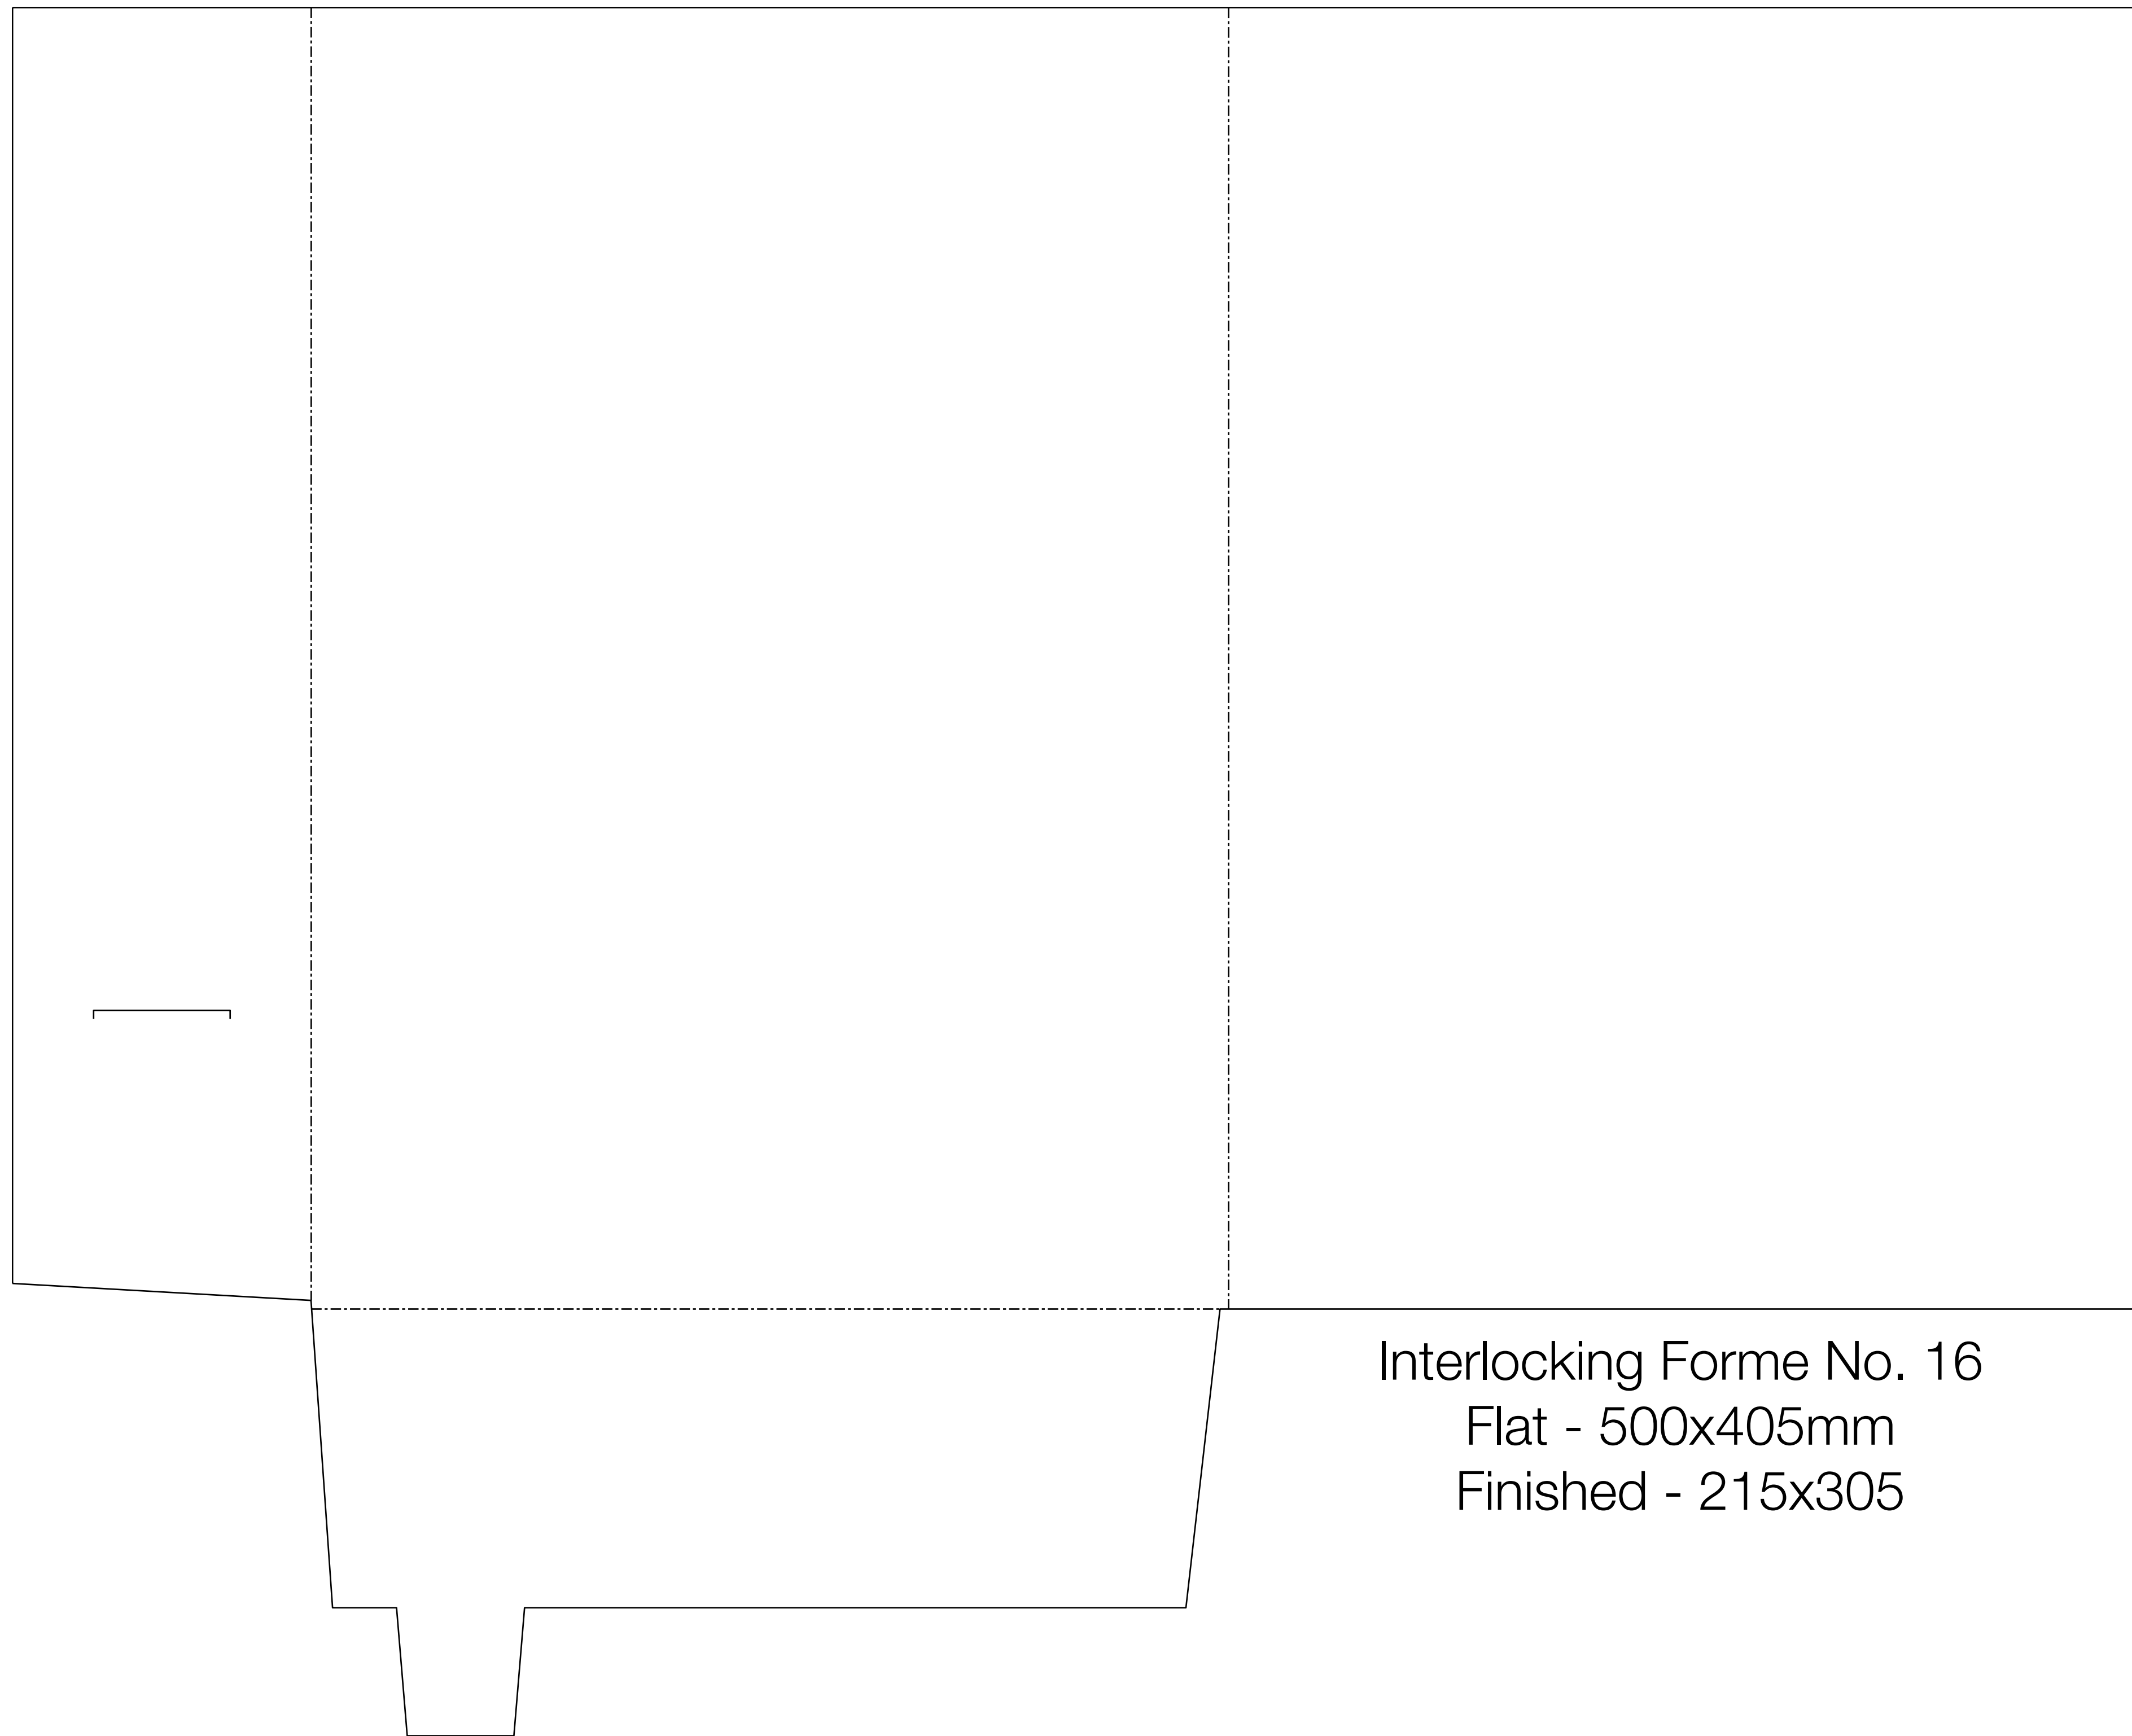 Interlocking Forme No. 16
Flat - 500x405mm
Finished - 215x305